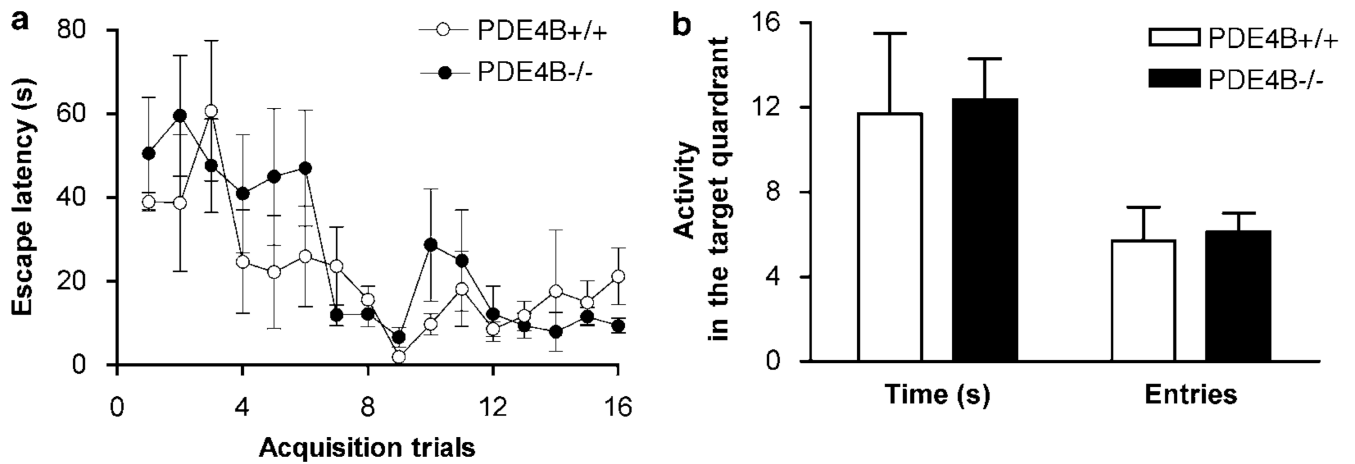 a
80
60
40
20
0
Escape latency (s)
PDE4B+/+
PDE4B-/-
0 4 8 12 16
Acquisition trials
b
16
12
8
4
0
Activity
in the target quardrant
PDE4B+/+
PDE4B-/-
Time (s) Entries